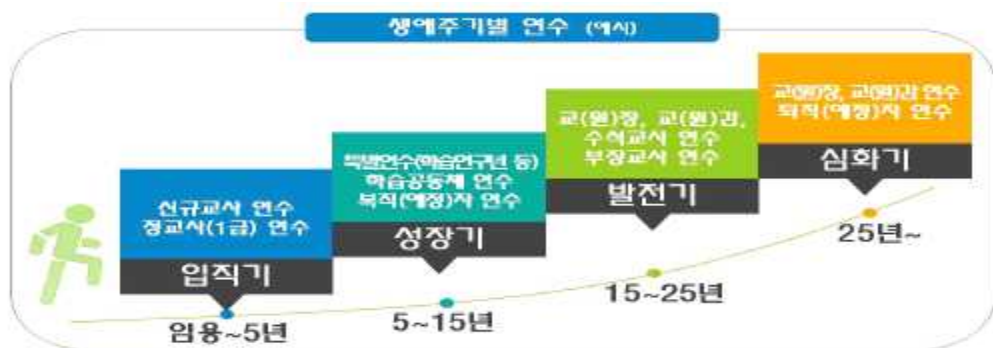 생애주기별 연수 (예시)
신규교사 연수
정교사(1급) 연수
입직기
임용~5년
특별연수(학습연구년 등)
학습공동체 연수
복직(예정)자 연수
성장기
5~15년
교(원)장, 교(원)감,
수석교사 연수
부장교사 연수
발전기
15~25년
교(원)장, 교(원)감 연수
퇴직(예정)자 연수
심화기
25년~